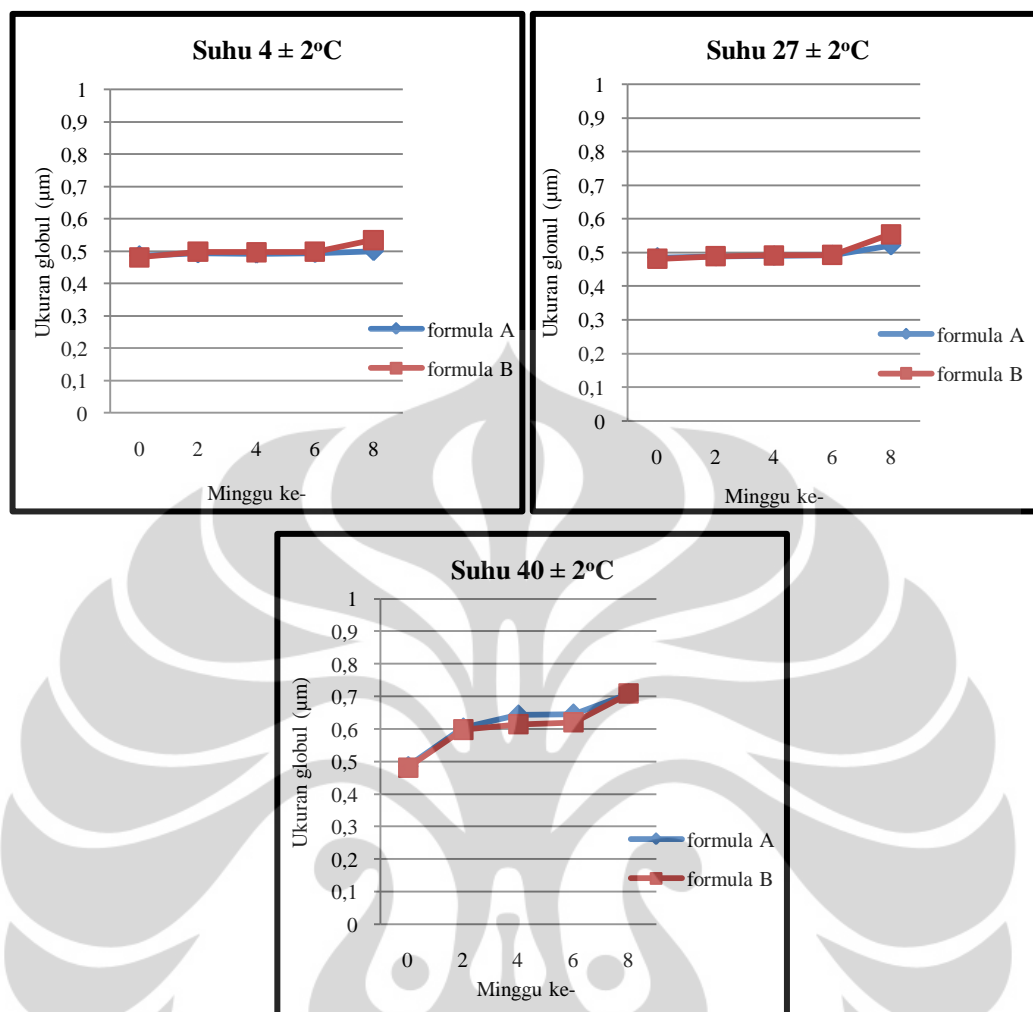 Suhu 4 ± 2ºC
Ukuran globul (µm)
1
0,9
0,8
0,7
0,6
0,5
0,4
0,3
0,2
0,1
0
0 2 4 6 8
Minggu ke-
formula A
formula B
Suhu 27 ± 2ºC
Ukuran glonul (µm)
1
0,9
0,8
0,7
0,6
0,5
0,4
0,3
0,2
0,1
0
0 2 4 6 8
Minggu ke-
formula A
formula B
Suhu 40 ± 2ºC
Ukuran globul (µm)
1
0,9
0,8
0,7
0,6
0,5
0,4
0,3
0,2
0,1
0
0 2 4 6 8
Minggu ke-
formula A
formula B